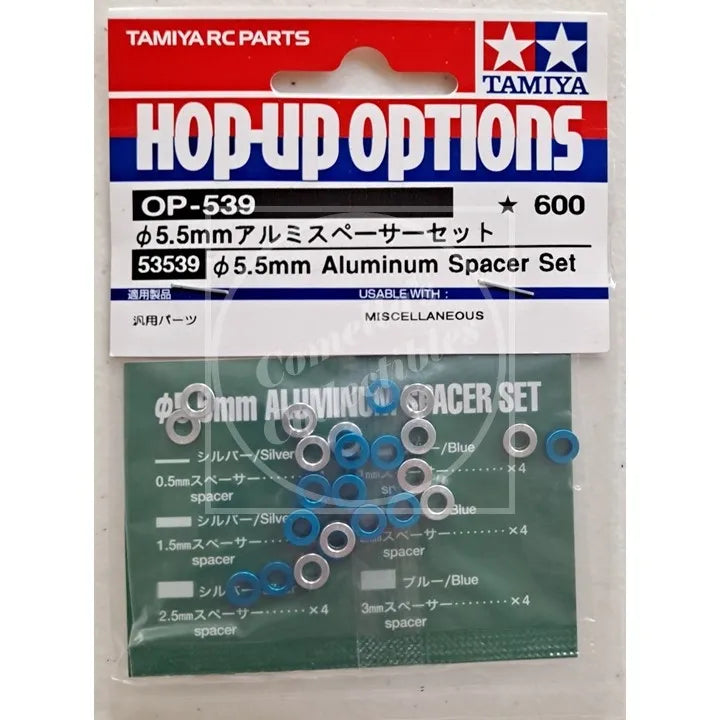 TAMIYA RC PARTS
TAMIYA
HOP-UP OPTIONS
OP-539
★ 600
φ5.5mmアルミスペーサーセット
53539 φ5.5mm Aluminum Spacer Set
適用製品
USABLE WITH :
汎用パーツ
MISCELLANEOUS
Comeback
Collectibles
mm ALUMINUM SPACER SET
シルバー/Silver
/Blue
0.5mmスペーサー
×4
spacer
シルバー/Silver
Blue
1.5mmスペーサー
×4
spacer
シル
ブルー/Blue
2.5mmスペーサー········×4
3mmスペーサー········×4
spacer
spacer